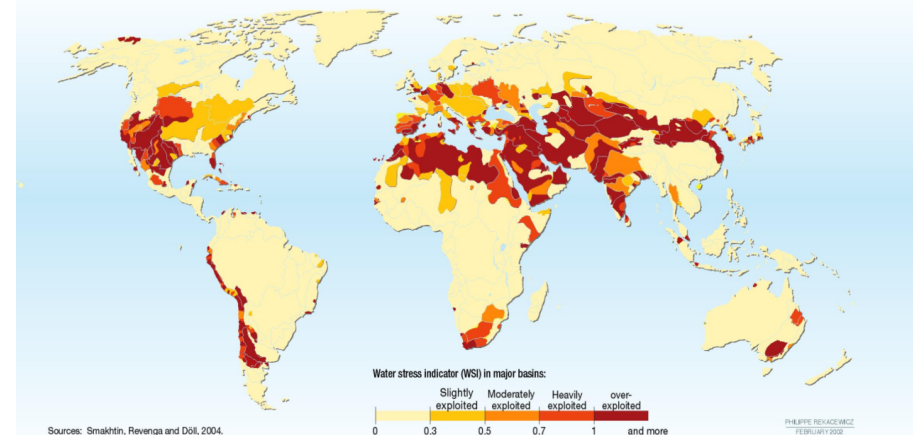 Water stress indicator (WSI) in major basins:
Slightly exploited
Moderately exploited
Heavily exploited
over-exploited
0 0.3 0.5 0.7 1 and more
Sources: Smakhtin, Revenga and Döll, 2004.
PHILIPPE REKACEWICZ
FEBRUARY 2002